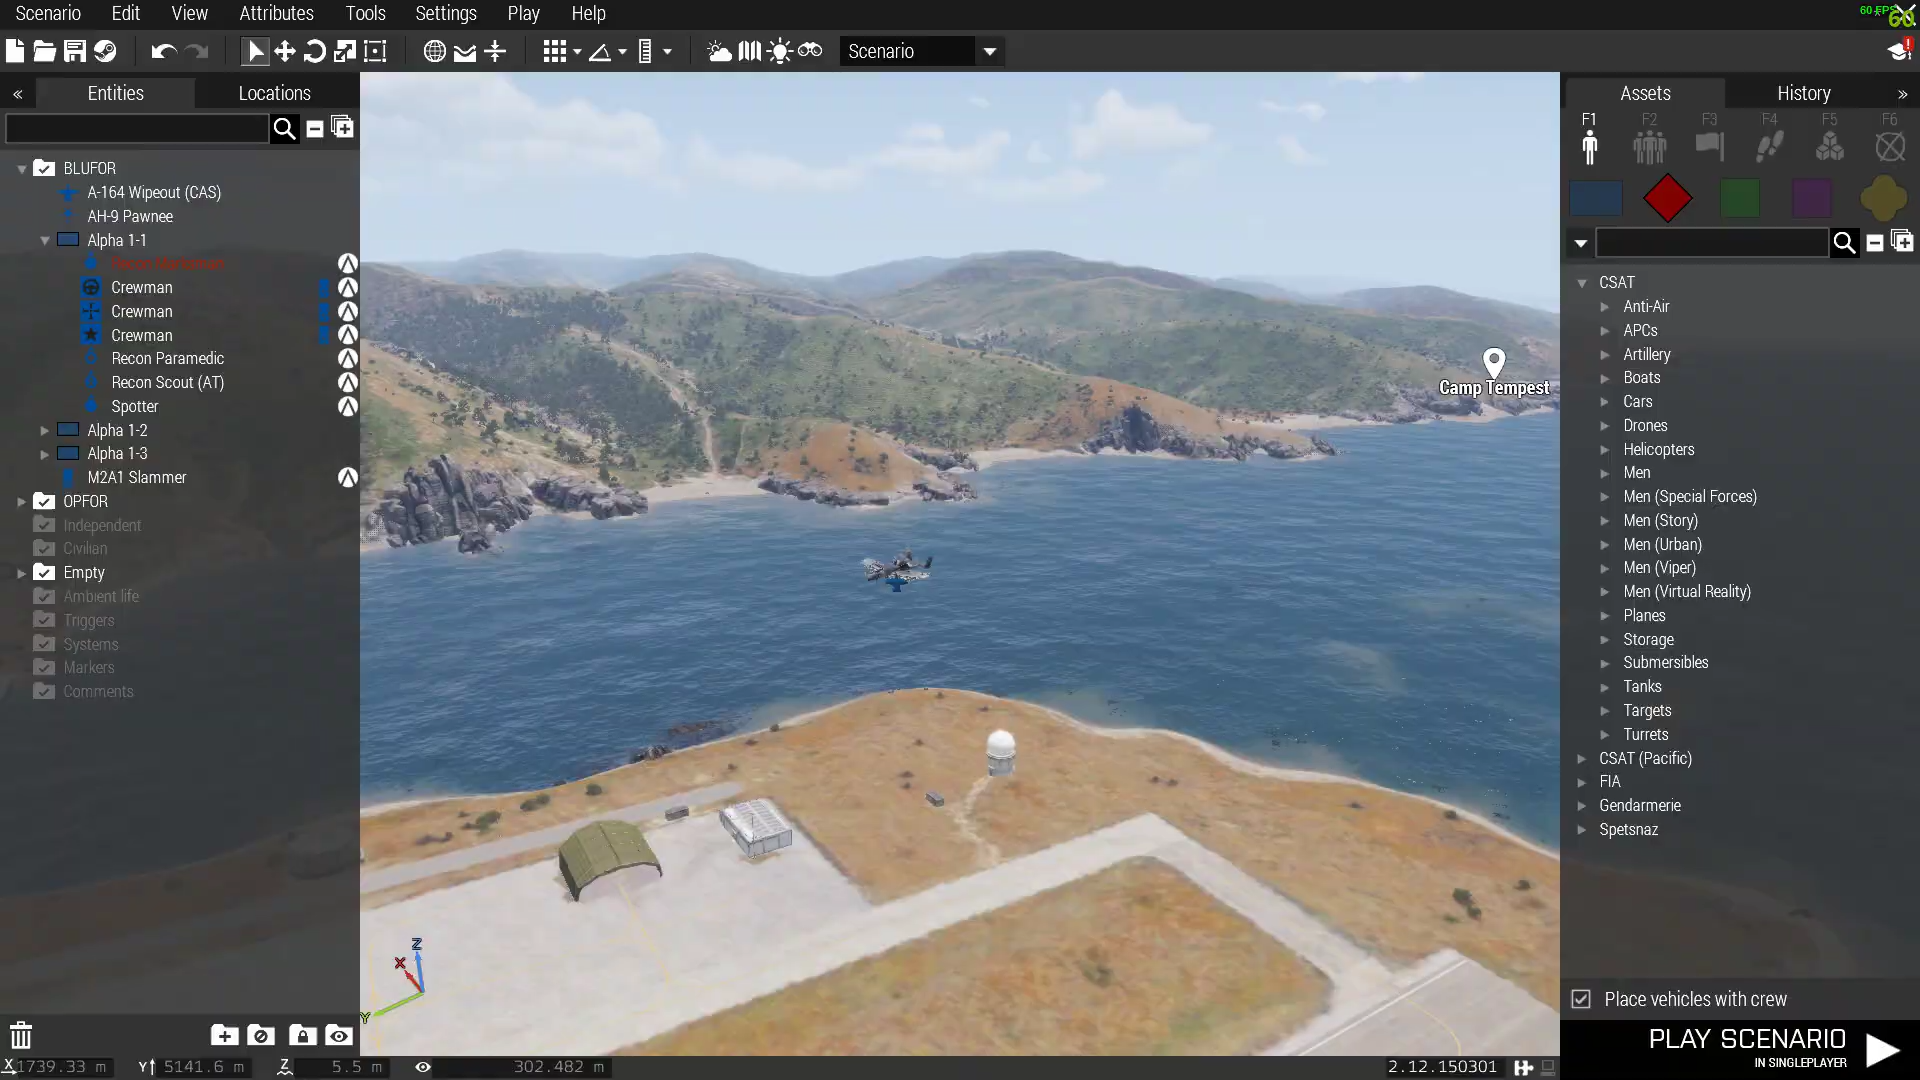 Scenario Edit View Attributes Tools Settings Play Help
60 FPS
60
Scenario
Entities Locations
Assets History
F1 F2 F3 F4 F5 F6
BLUFOR
A-164 Wipeout (CAS)
AH-9 Pawnee
Alpha 1-1
Recon Marksman
Crewman
Crewman
Crewman
Recon Paramedic
Recon Scout (AT)
Spotter
Alpha 1-2
Alpha 1-3
M2A1 Slammer
OPFOR
Independent
Civilian
Empty
Ambient life
Triggers
Systems
Markers
Comments
Camp Tempest
Z
X
Y
CSAT
Anti-Air
APCs
Artillery
Boats
Cars
Drones
Helicopters
Men
Men (Special Forces)
Men (Story)
Men (Urban)
Men (Viper)
Men (Virtual Reality)
Planes
Storage
Submersibles
Tanks
Targets
Turrets
CSAT (Pacific)
FIA
Gendarmerie
Spetsnaz
Place vehicles with crew
PLAY SCENARIO
IN SINGLEPLAYER
X 1739.33 m Y 5141.6 m Z 5.5 m 302.482 m 2.12.150301